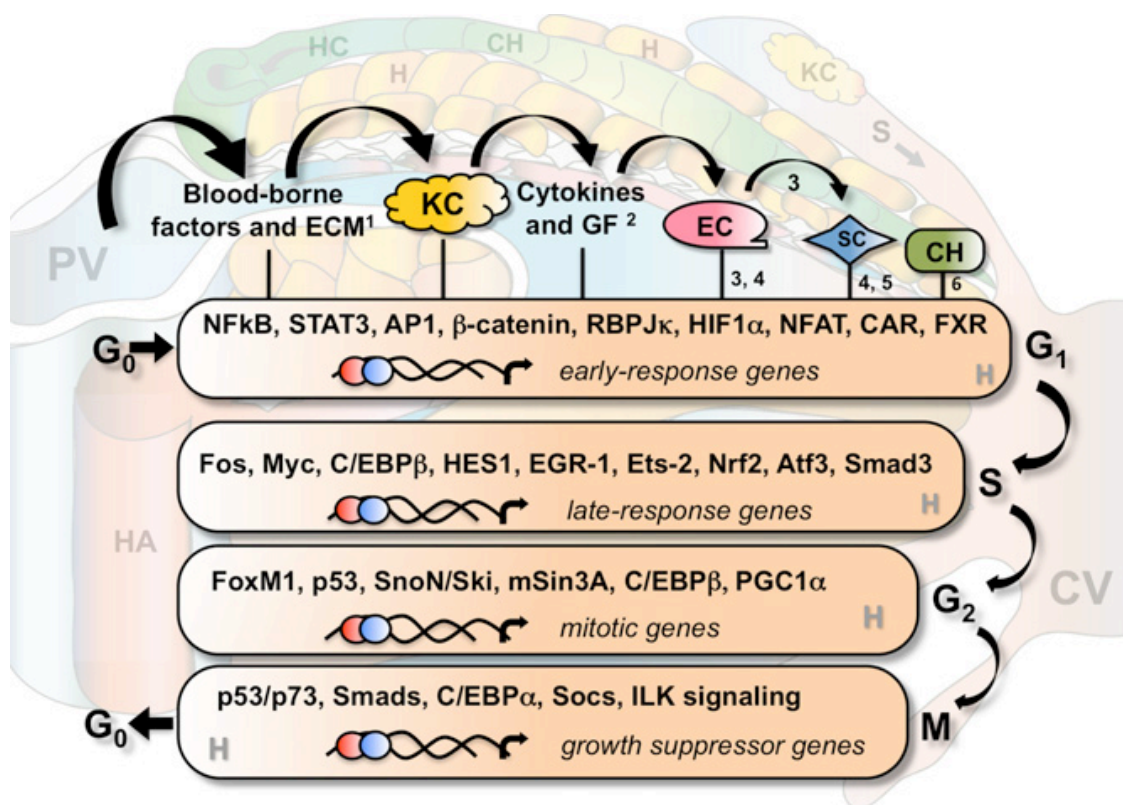 HC
CH
H
H
KC
S
PV
Blood-borne
factors and ECM¹
KC
Cytokines
and GF ²
EC
3
SC
CH
3, 4
4, 5
6
G₀
NFkB, STAT3, AP1, β-catenin, RBPJκ, HIF1α, NFAT, CAR, FXR
early-response genes
H
G₁
Fos, Myc, C/EBPβ, HES1, EGR-1, Ets-2, Nrf2, Atf3, Smad3
late-response genes
H
S
HA
FoxM1, p53, SnoN/Ski, mSin3A, C/EBPβ, PGC1α
mitotic genes
H
G₂
CV
p53/p73, Smads, C/EBPα, Socs, ILK signaling
growth suppressor genes
H
G₀
M